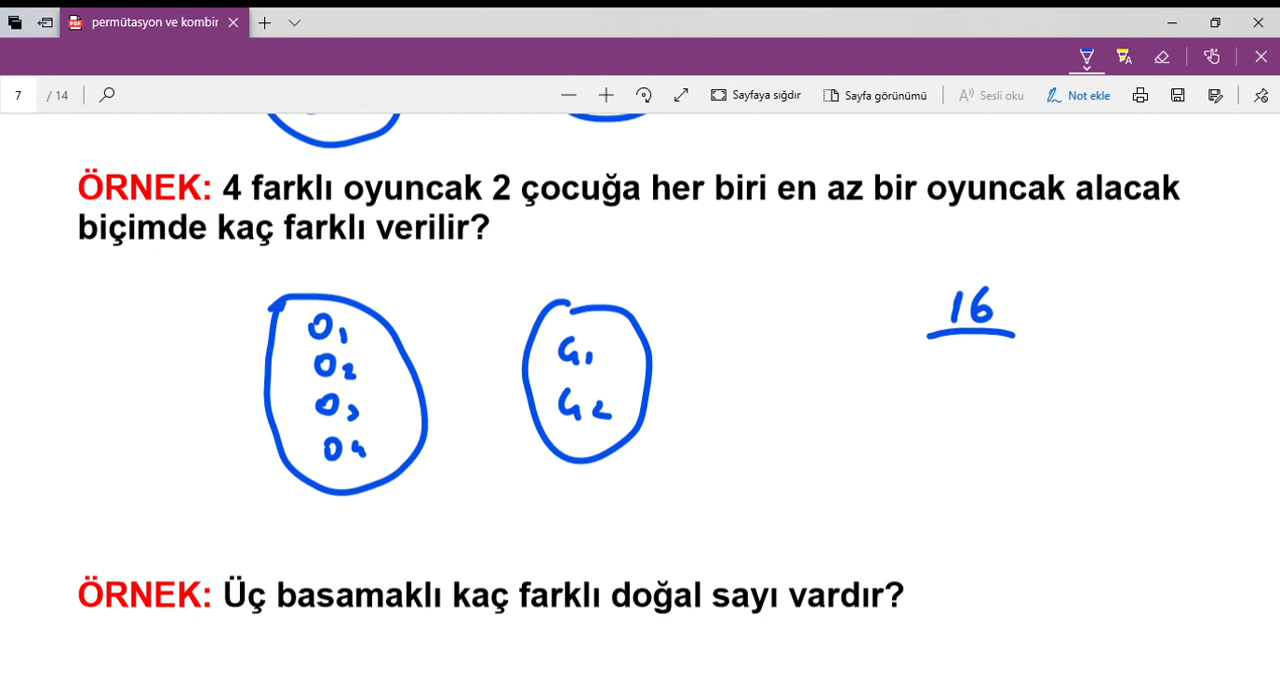 permütasyon ve kombir
7 / 14
Sayfaya sığdır
Sayfa görünümü
Sesli oku
Not ekle
ÖRNEK: 4 farklı oyuncak 2 çocuğa her biri en az bir oyuncak alacak
biçimde kaç farklı verilir?
16
O1
O2
O3
O4
Ç1
Ç2
ÖRNEK: Üç basamaklı kaç farklı doğal sayı vardır?